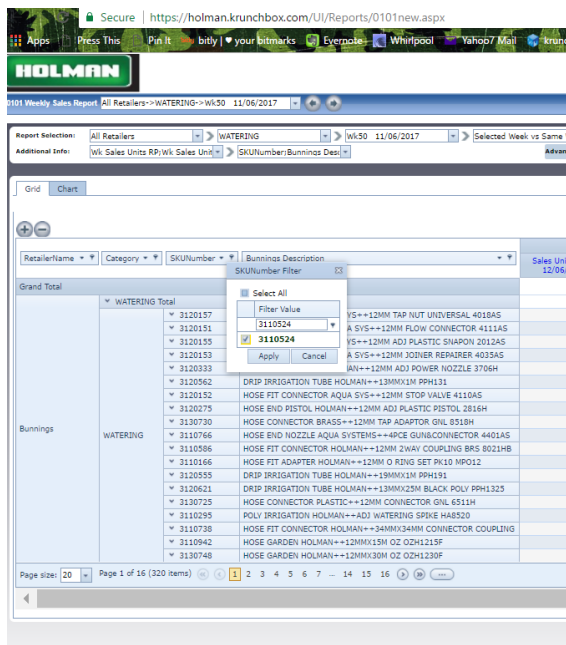 Secure | https://holman.krunchbox.com/UI/Reports/0101new.aspx
Apps Press This Pin It bitly | ♥ your bitmarks Evernote Whirlpool Yahoo7 Mail krunc
HOLMAN
0101 Weekly Sales Report All Retailers->WATERING->Wk50 11/06/2017
Report Selection: All Retailers WATERING Wk50 11/06/2017 Selected Week vs Same
Additional Info: Wk Sales Units RP;Wk Sales Unit SKUNumber;Bunnings Desc Advan
Grid Chart
RetailerName Category SKUNumber Bunnings Description Sales Uni
12/06/
SKUNumber Filter
Grand Total
Select All
WATERING Total
Filter Value
3120157 YS++12MM TAP NUT UNIVERSAL 4018AS
3110524
3120151 A SYS++12MM FLOW CONNECTOR 4111AS
3110524
3120155 YS++12MM ADJ PLASTIC SNAPON 2012AS
Apply Cancel
3120153 A SYS++12MM JOINER REPAIRER 4035AS
3120333 MAN++12MM ADJ POWER NOZZLE 3706H
3120562 DRIP IRRIGATION TUBE HOLMAN++13MMX1M PPH131
3120152 HOSE FIT CONNECTOR AQUA SYS++12MM STOP VALVE 4110AS
3120275 HOSE END PISTOL HOLMAN++12MM ADJ PLASTIC PISTOL 2816H
Bunnings WATERING
3130730 HOSE CONNECTOR BRASS++12MM TAP ADAPTOR GNL 8518H
3110766 HOSE END NOZZLE AQUA SYSTEMS++4PCE GUN&CONNECTOR 4401AS
3110586 HOSE FIT CONNECTOR HOLMAN++12MM 2WAY COUPLING BRS 8021HB
3110166 HOSE FIT ADAPTER HOLMAN++12MM O RING SET PK10 MPO12
3120555 DRIP IRRIGATION TUBE HOLMAN++19MMX1M PPH191
3120621 DRIP IRRIGATION TUBE HOLMAN++13MMX25M BLACK POLY PPH1325
3130725 HOSE CONNECTOR PLASTIC++12MM CONNECTOR GNL 6511H
3110295 POLY IRRIGATION HOLMAN++ADJ WATERING SPIKE HA8520
3110738 HOSE FIT CONNECTOR HOLMAN++34MMX34MM CONNECTOR COUPLING
3110942 HOSE GARDEN HOLMAN++12MMX15M OZ OZH1215F
3130748 HOSE GARDEN HOLMAN++12MMX30M OZ OZH1230F
Page size: 20 Page 1 of 16 (320 items) 1 2 3 4 5 6 7 … 14 15 16